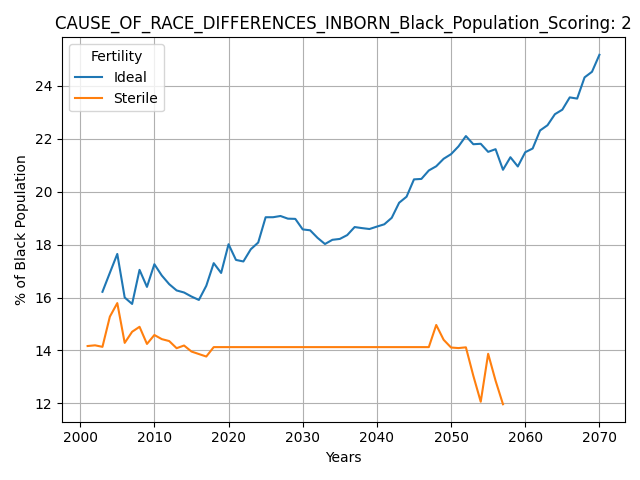 CAUSE_OF_RACE_DIFFERENCES_INBORN_Black_Population_Scoring: 2
Fertility
Ideal
Sterile
% of Black Population
24
22
20
18
16
14
12
2000 2010 2020 2030 2040 2050 2060 2070
Years